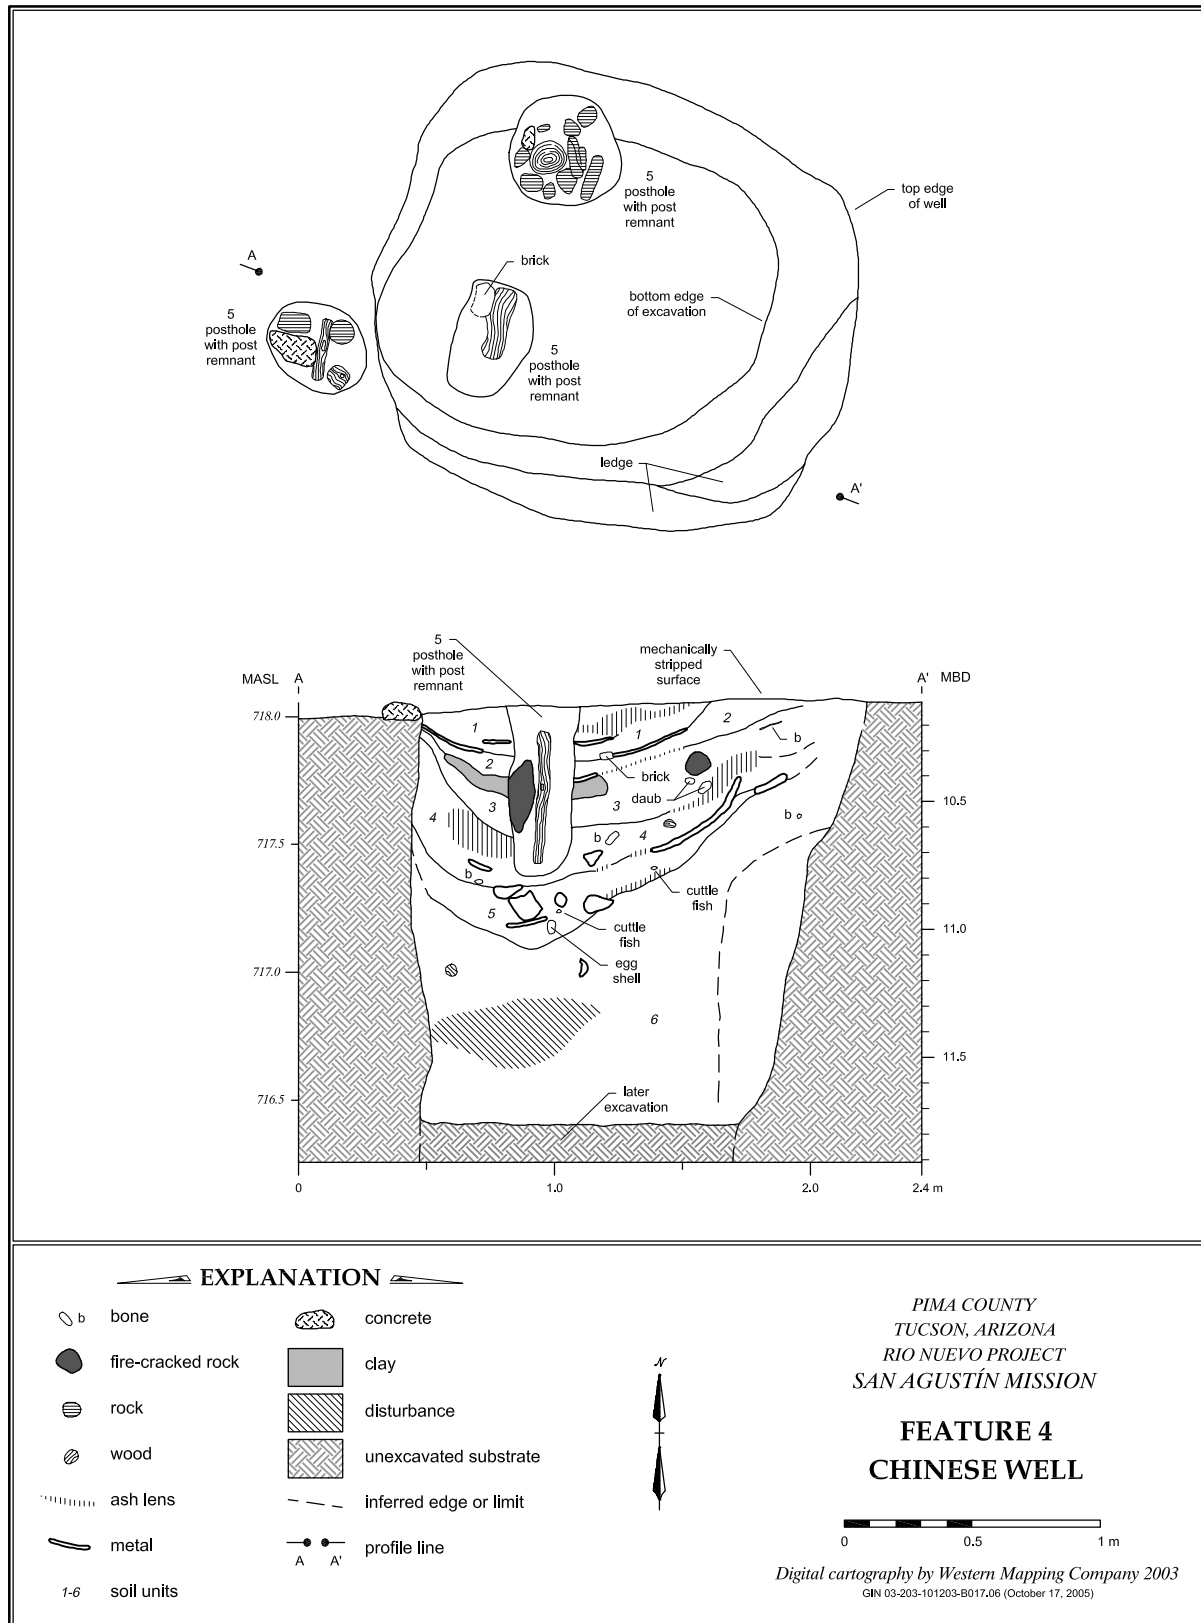 5
posthole
with post
remnant
top edge
of well
A
brick
bottom edge
of excavation
5
posthole
with post
remnant
5
posthole
with post
remnant
ledge
A'
5
posthole
with post
remnant
mechanically
stripped
surface
MASL A
A' MBD
718.0
717.5
717.0
716.5
10.5
11.0
11.5
1
1
2
b
2
brick
daub
3
3
4
b
4
b
b
cuttle
fish
5
cuttle
fish
egg
shell
6
later
excavation
0
1.0
2.0
2.4 m
EXPLANATION
b bone
fire-cracked rock
rock
wood
ash lens
metal
1-6 soil units
concrete
clay
disturbance
unexcavated substrate
inferred edge or limit
A A' profile line
N
PIMA COUNTY
TUCSON, ARIZONA
RIO NUEVO PROJECT
SAN AGUSTÍN MISSION
FEATURE 4
CHINESE WELL
0 0.5 1 m
Digital cartography by Western Mapping Company 2003
GIN 03-203-101203-B017.06 (October 17, 2005)